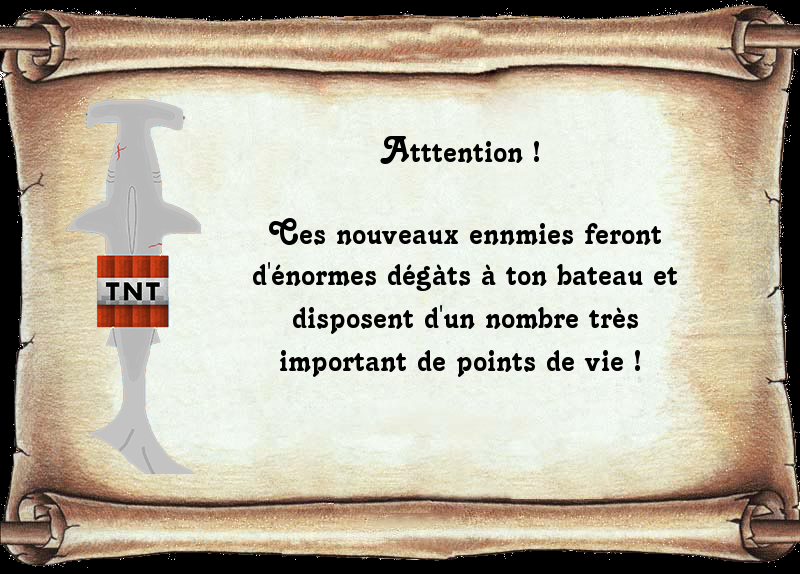 Atttention !
Ces nouveaux ennmies feront
d'énormes dégàts à ton bateau et
disposent d'un nombre très
important de points de vie !
TNT